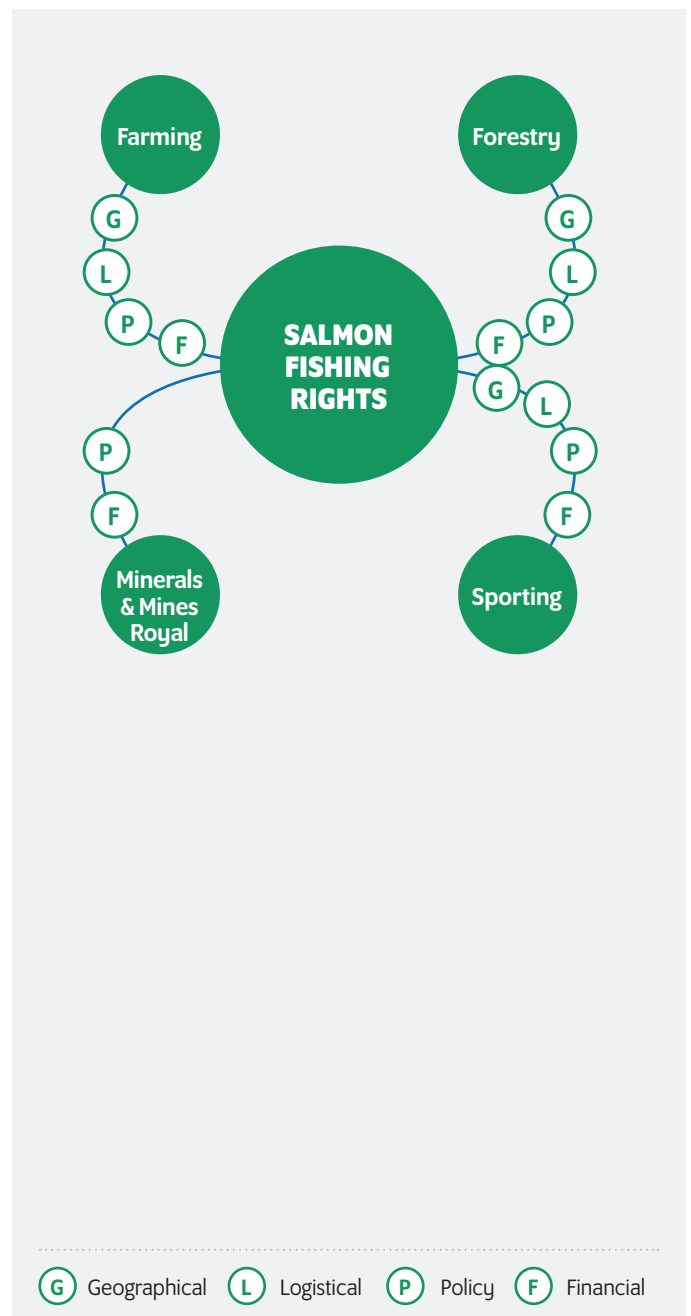 Farming
Forestry
G
L
P
F
G
L
P
F
SALMON
FISHING
RIGHTS
P
F
G
L
P
F
Minerals
& Mines
Royal
Sporting
G Geographical L Logistical P Policy F Financial